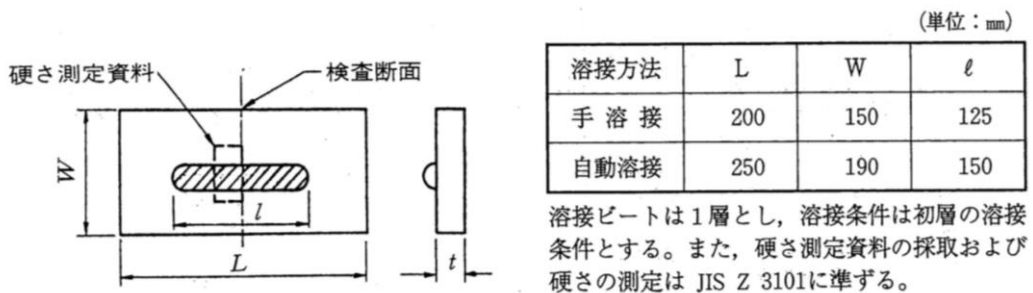 (単位：㎜)
硬さ測定資料
検査断面
W
l
L
t
溶接方法 L W ℓ
手 溶 接 200 150 125
自動溶接 250 190 150
溶接ビートは１層とし，溶接条件は初層の溶接
条件とする。また，硬さ測定資料の採取および
硬さの測定は JIS Z 3101に準ずる。